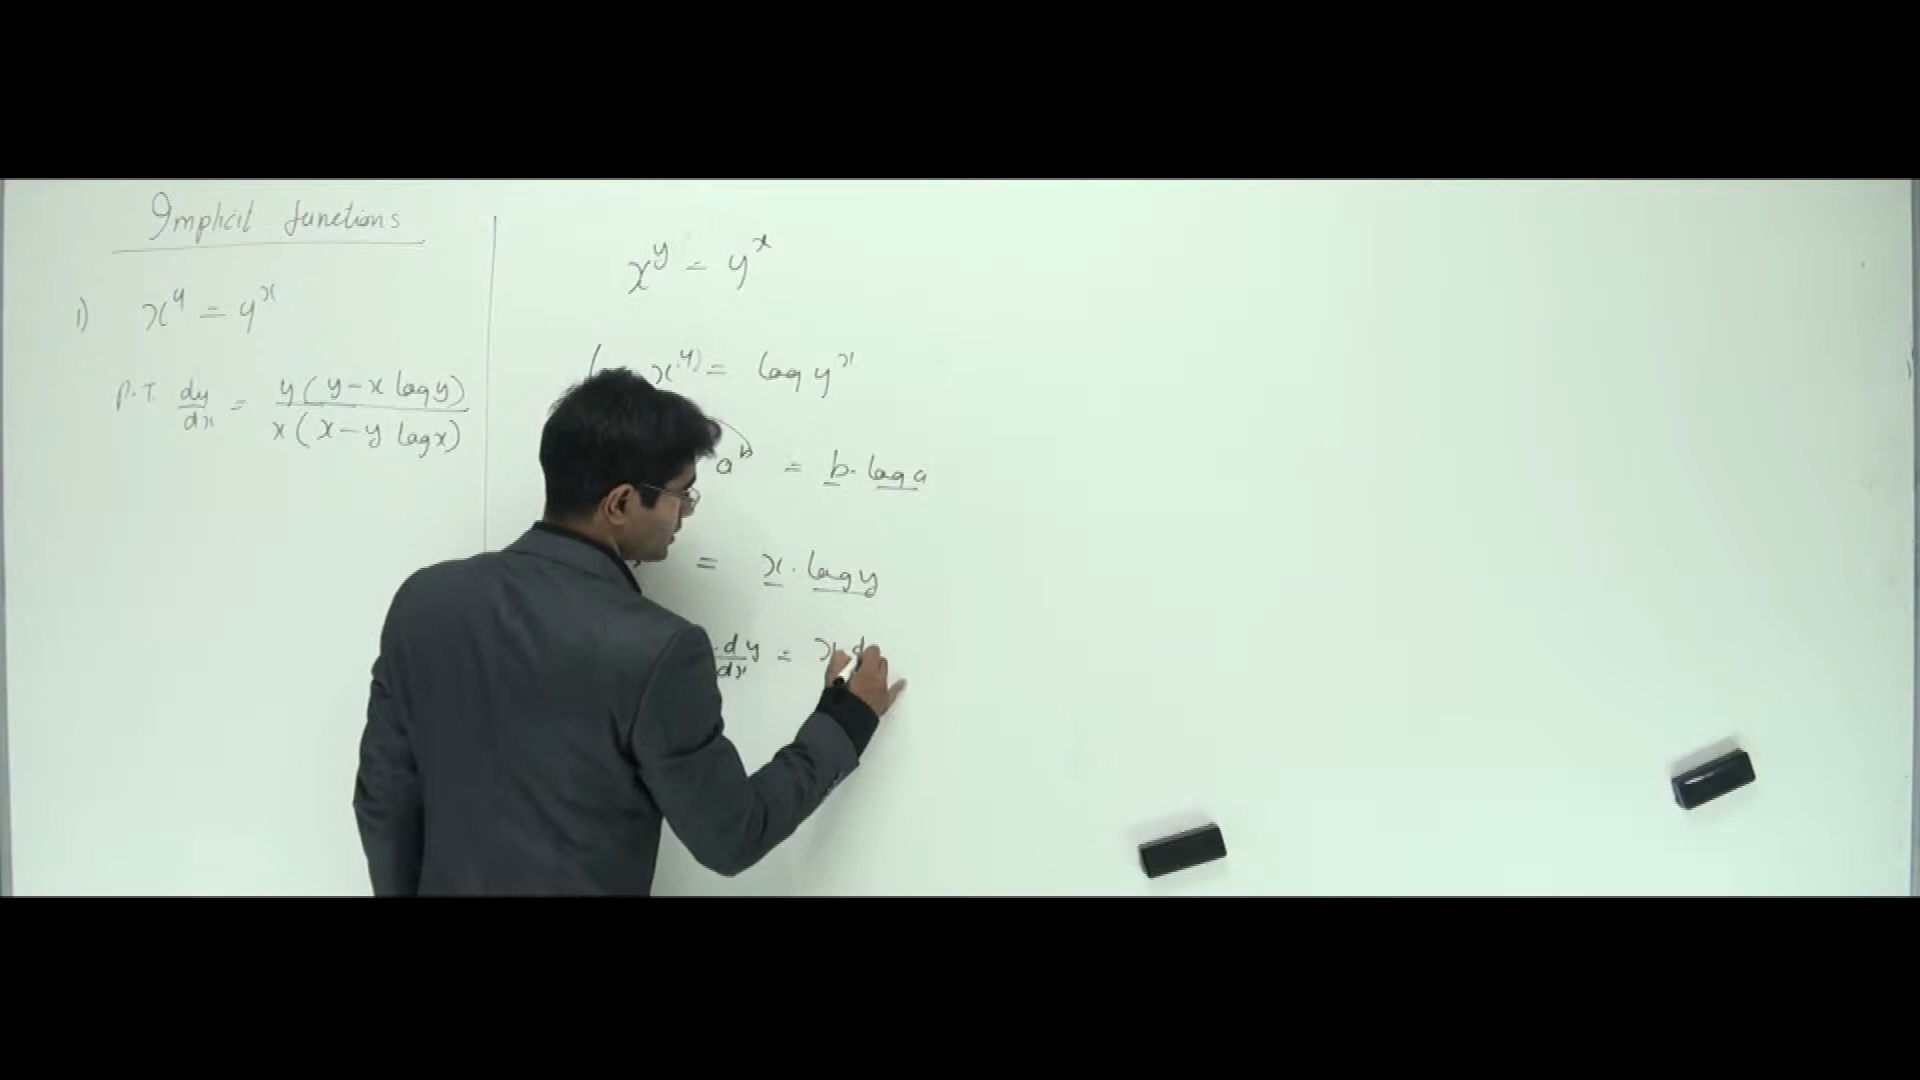 Implicit functions
1) x^y = y^x
P.T. dy/dx = y(y-x log y) / x(x-y log x)
x^y = y^x
x^y) = log y^x
a^b = b. log a
= x. log y
. dy/dx = x d